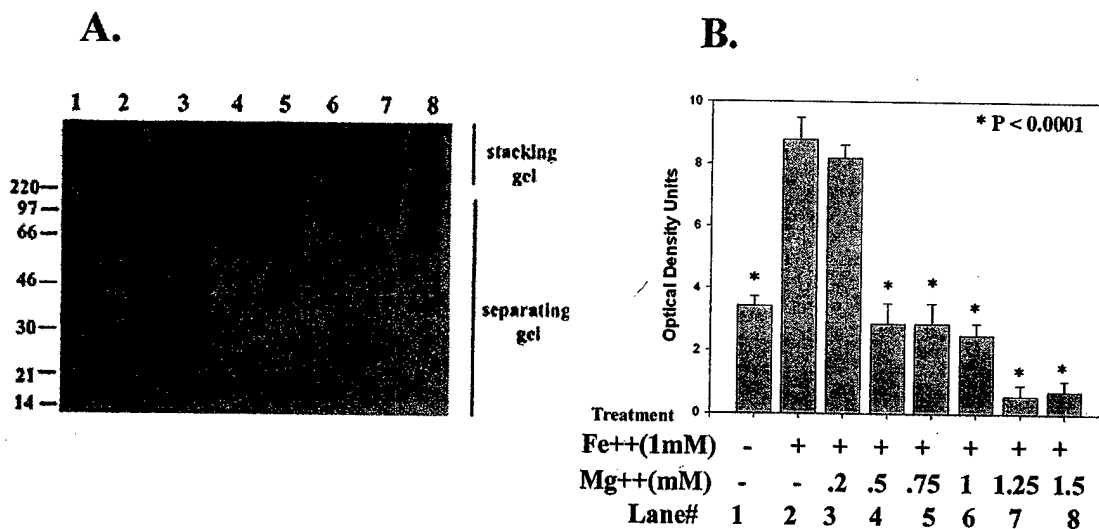 A.
1 2 3 4 5 6 7 8
220
97
66
46
30
21
14
stacking
gel
separating
gel
B.
* P < 0.0001
Optical Density Units
10
8
6
4
2
0
* * * * * *
Treatment
Fe++(1mM) - + + + + + + +
Mg++(mM) - - .2 .5 .75 1 1.25 1.5
Lane# 1 2 3 4 5 6 7 8